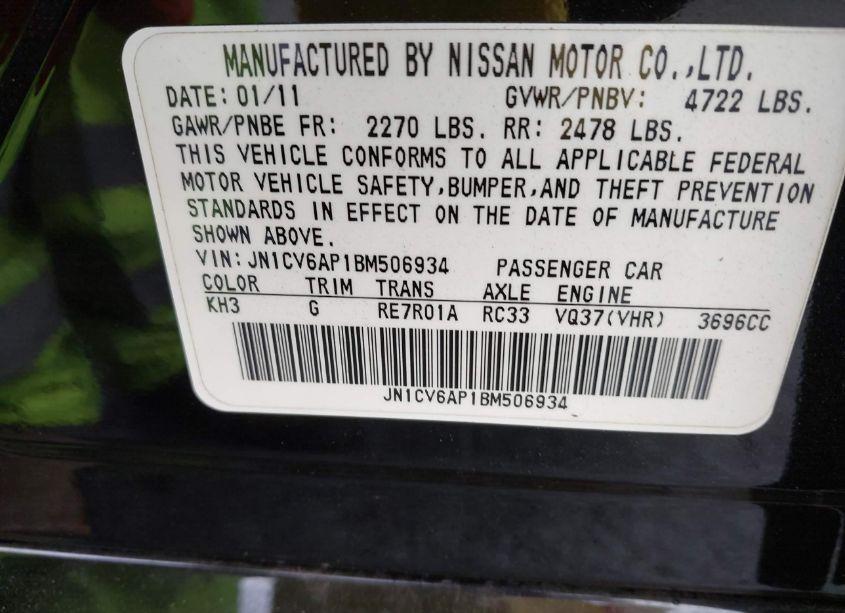 MANUFACTURED BY NISSAN MOTOR CO.,LTD.
DATE: 01/11 GVWR/PNBV: 4722 LBS.
GAWR/PNBE FR: 2270 LBS. RR: 2478 LBS.
THIS VEHICLE CONFORMS TO ALL APPLICABLE FEDERAL
MOTOR VEHICLE SAFETY,BUMPER,AND THEFT PREVENTION
STANDARDS IN EFFECT ON THE DATE OF MANUFACTURE
SHOWN ABOVE.
VIN: JN1CV6AP1BM506934 PASSENGER CAR
COLOR TRIM TRANS AXLE ENGINE
KH3 G RE7R01A RC33 VQ37(VHR) 3696CC
JN1CV6AP1BM506934